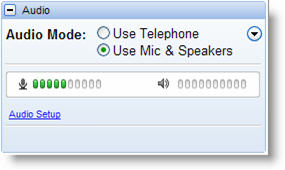 Audio
Audio Mode: Use Telephone
Use Mic & Speakers
Audio Setup